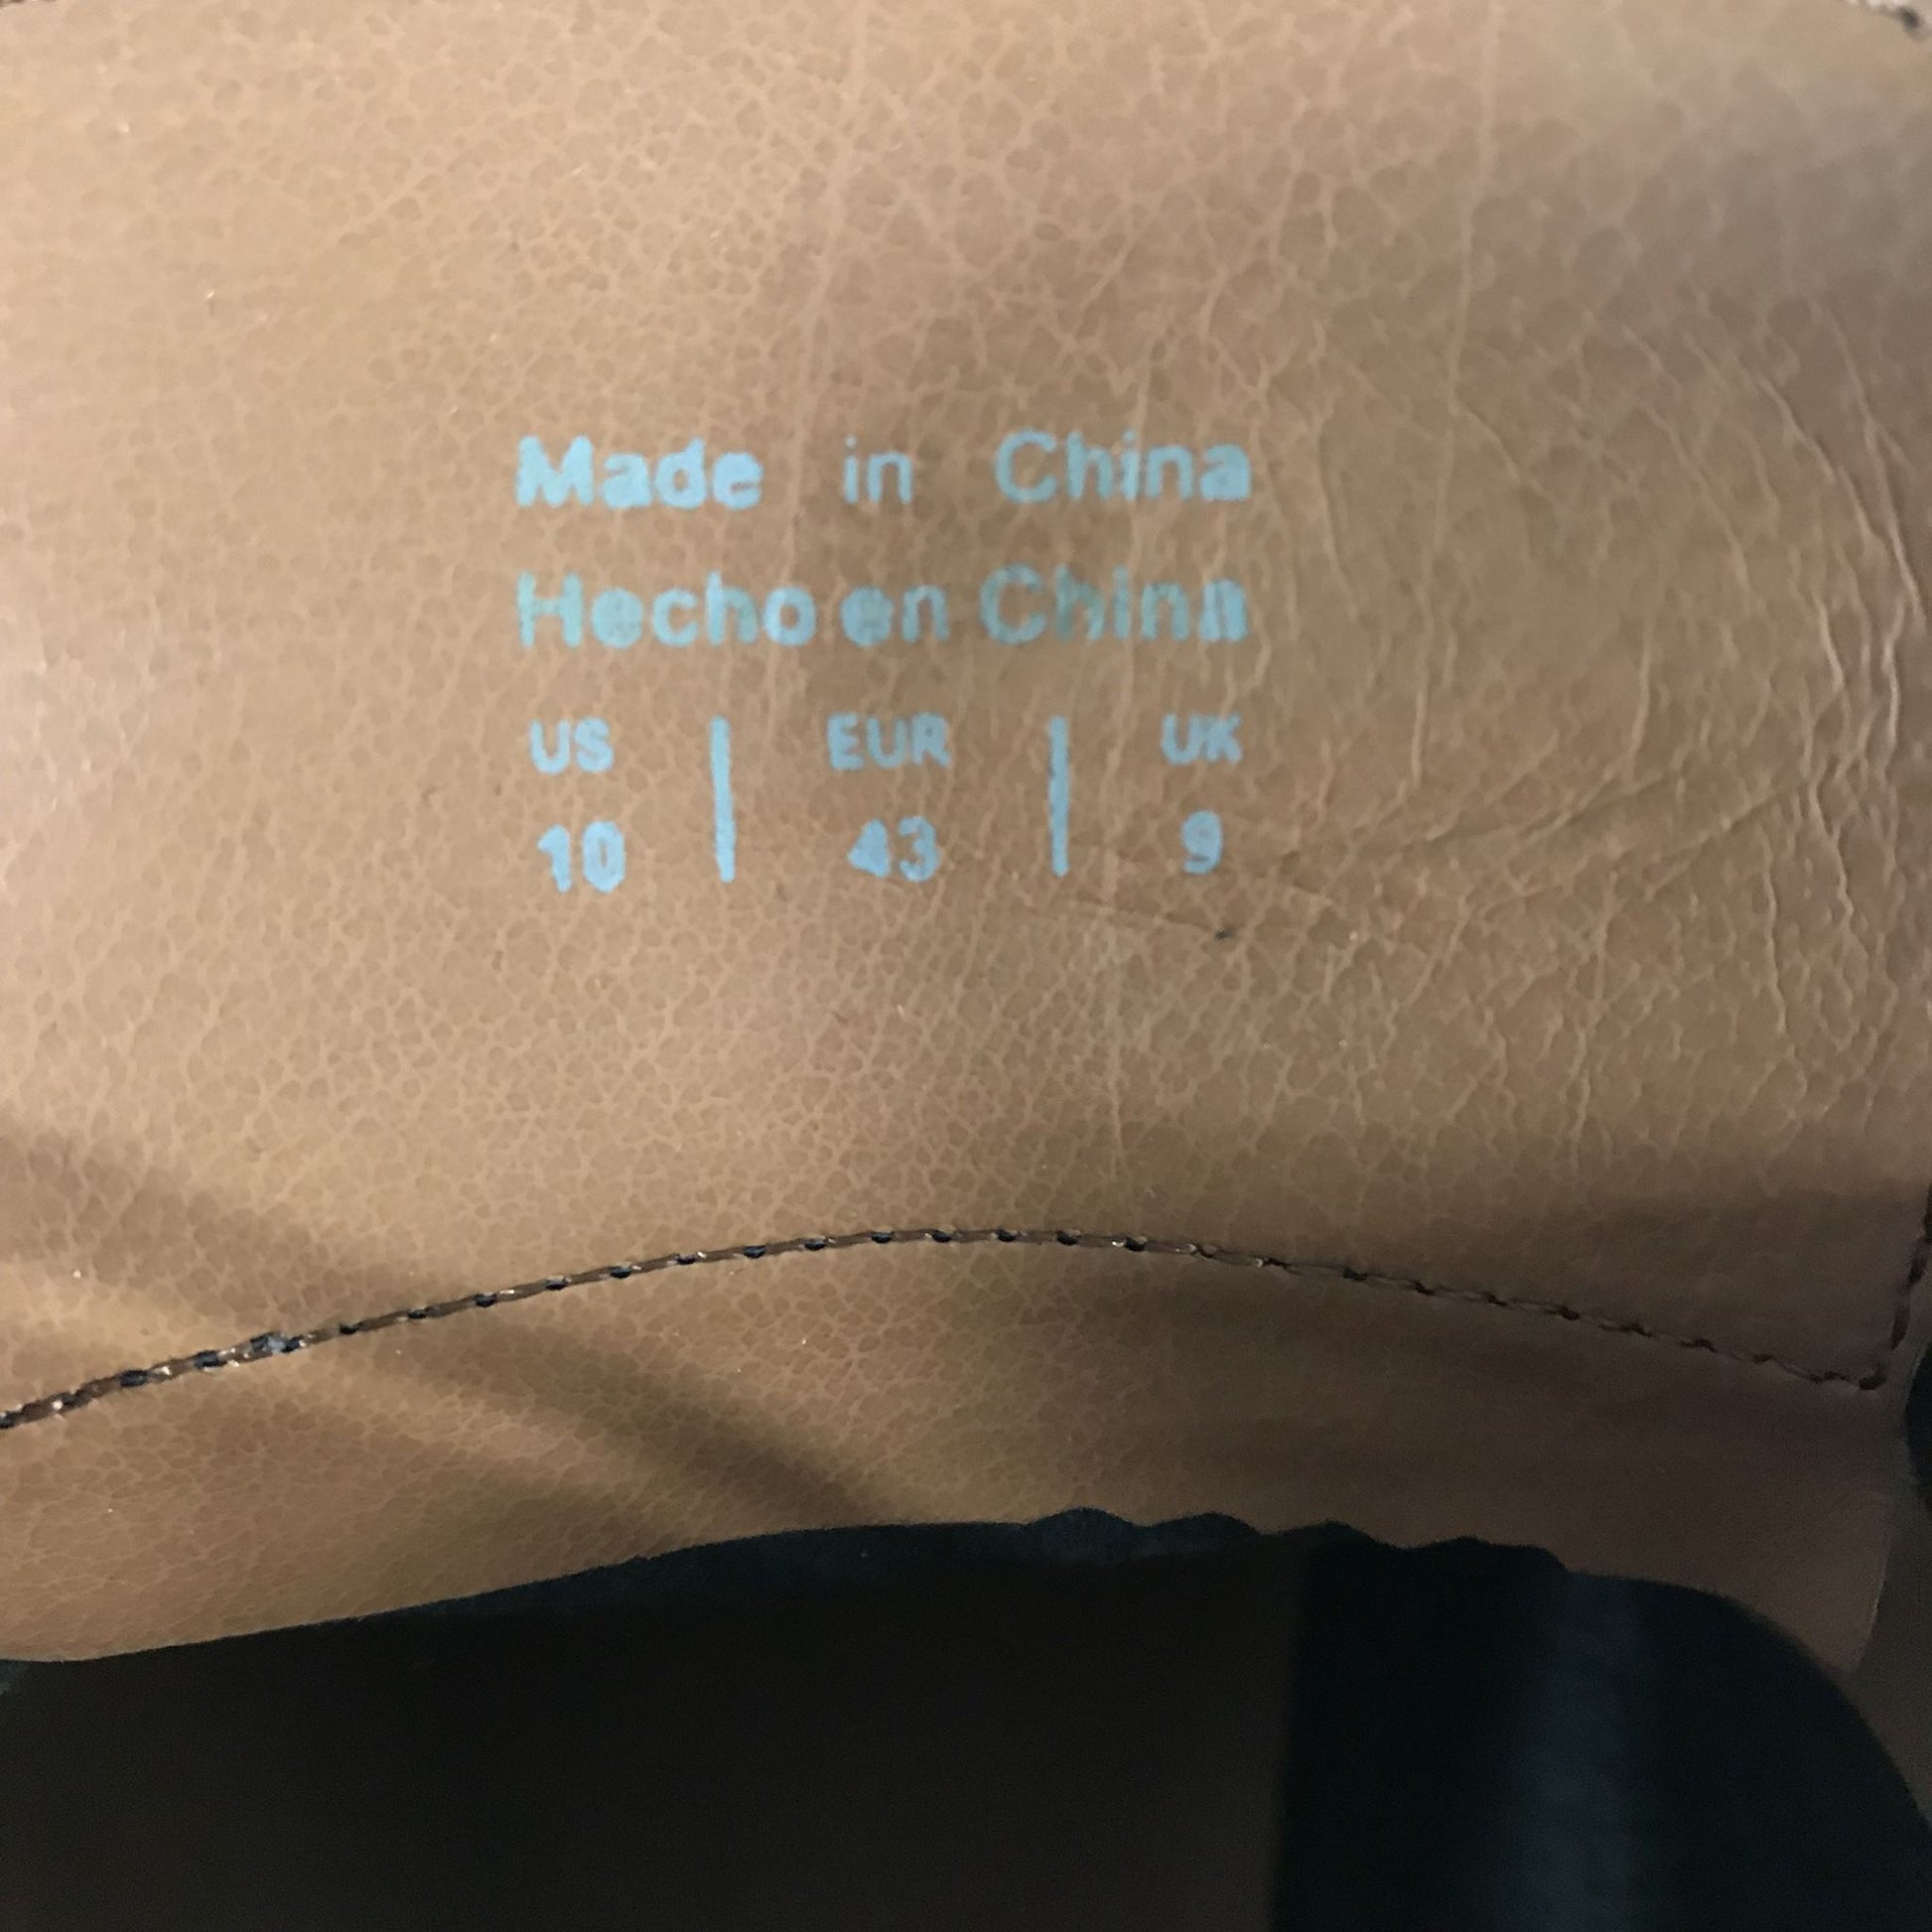 Made in China
Hecho en China
US | EUR | UK
10 | 43 | 9